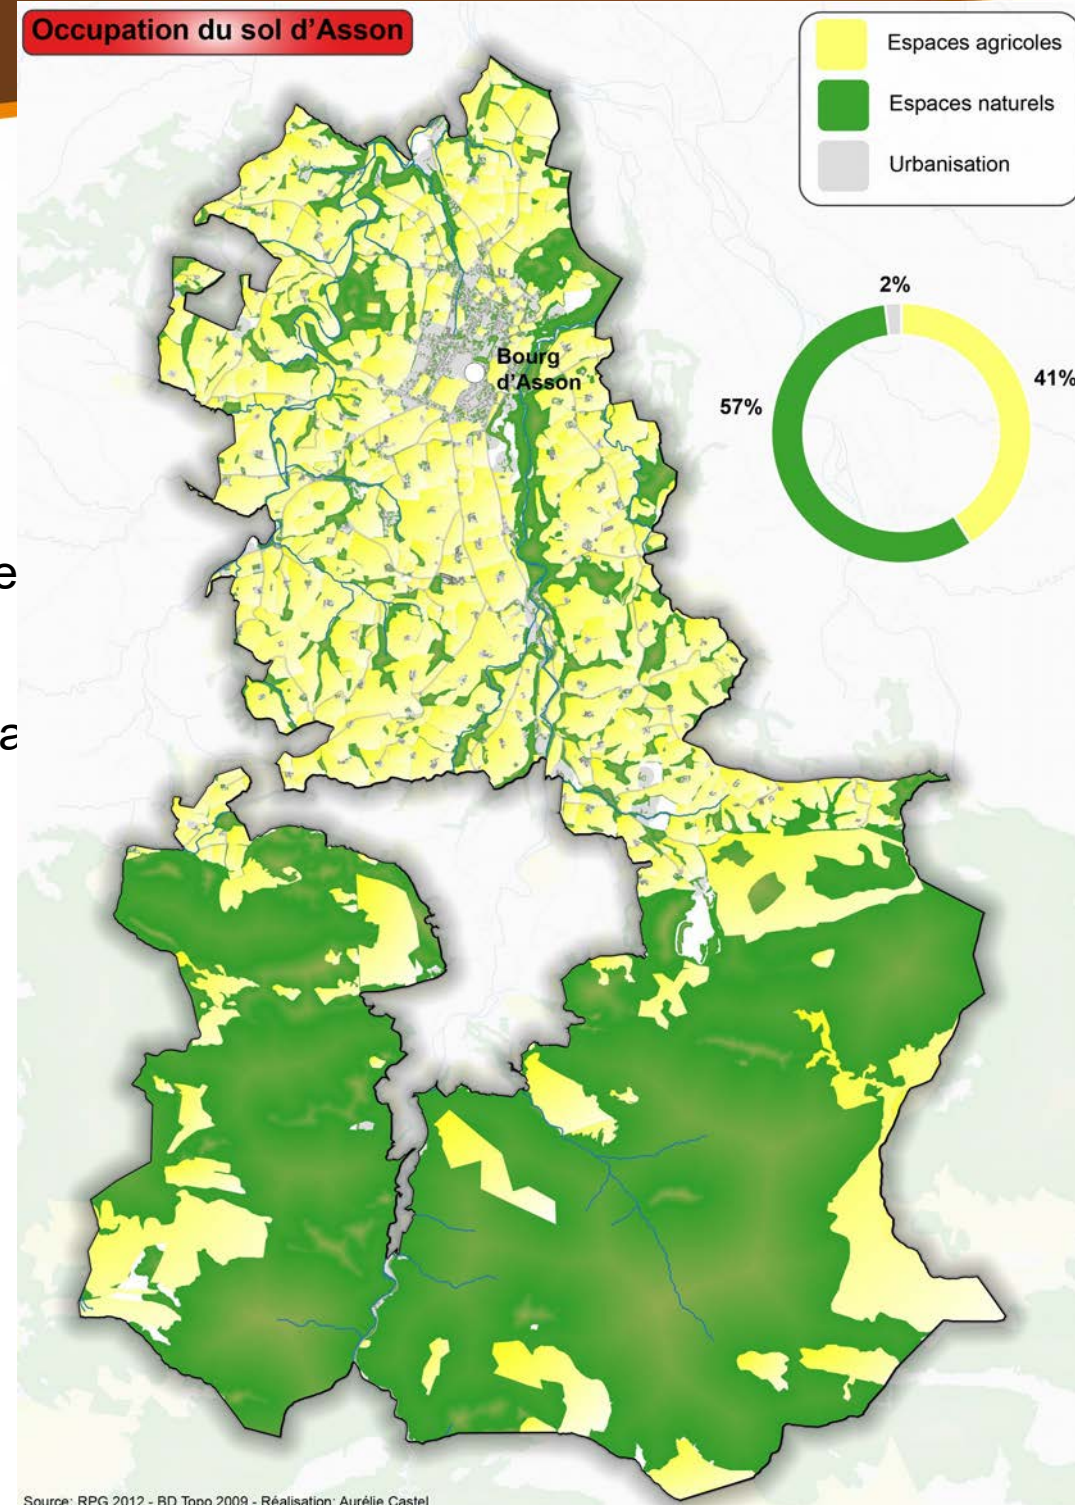 Occupation du sol d’Asson
Espaces agricoles
Espaces naturels
Urbanisation
2%
41%
57%
Bourg
d’Asson
e
a
Source: RPG 2012 - BD Topo 2009 - Réalisation: Aurélie Castel